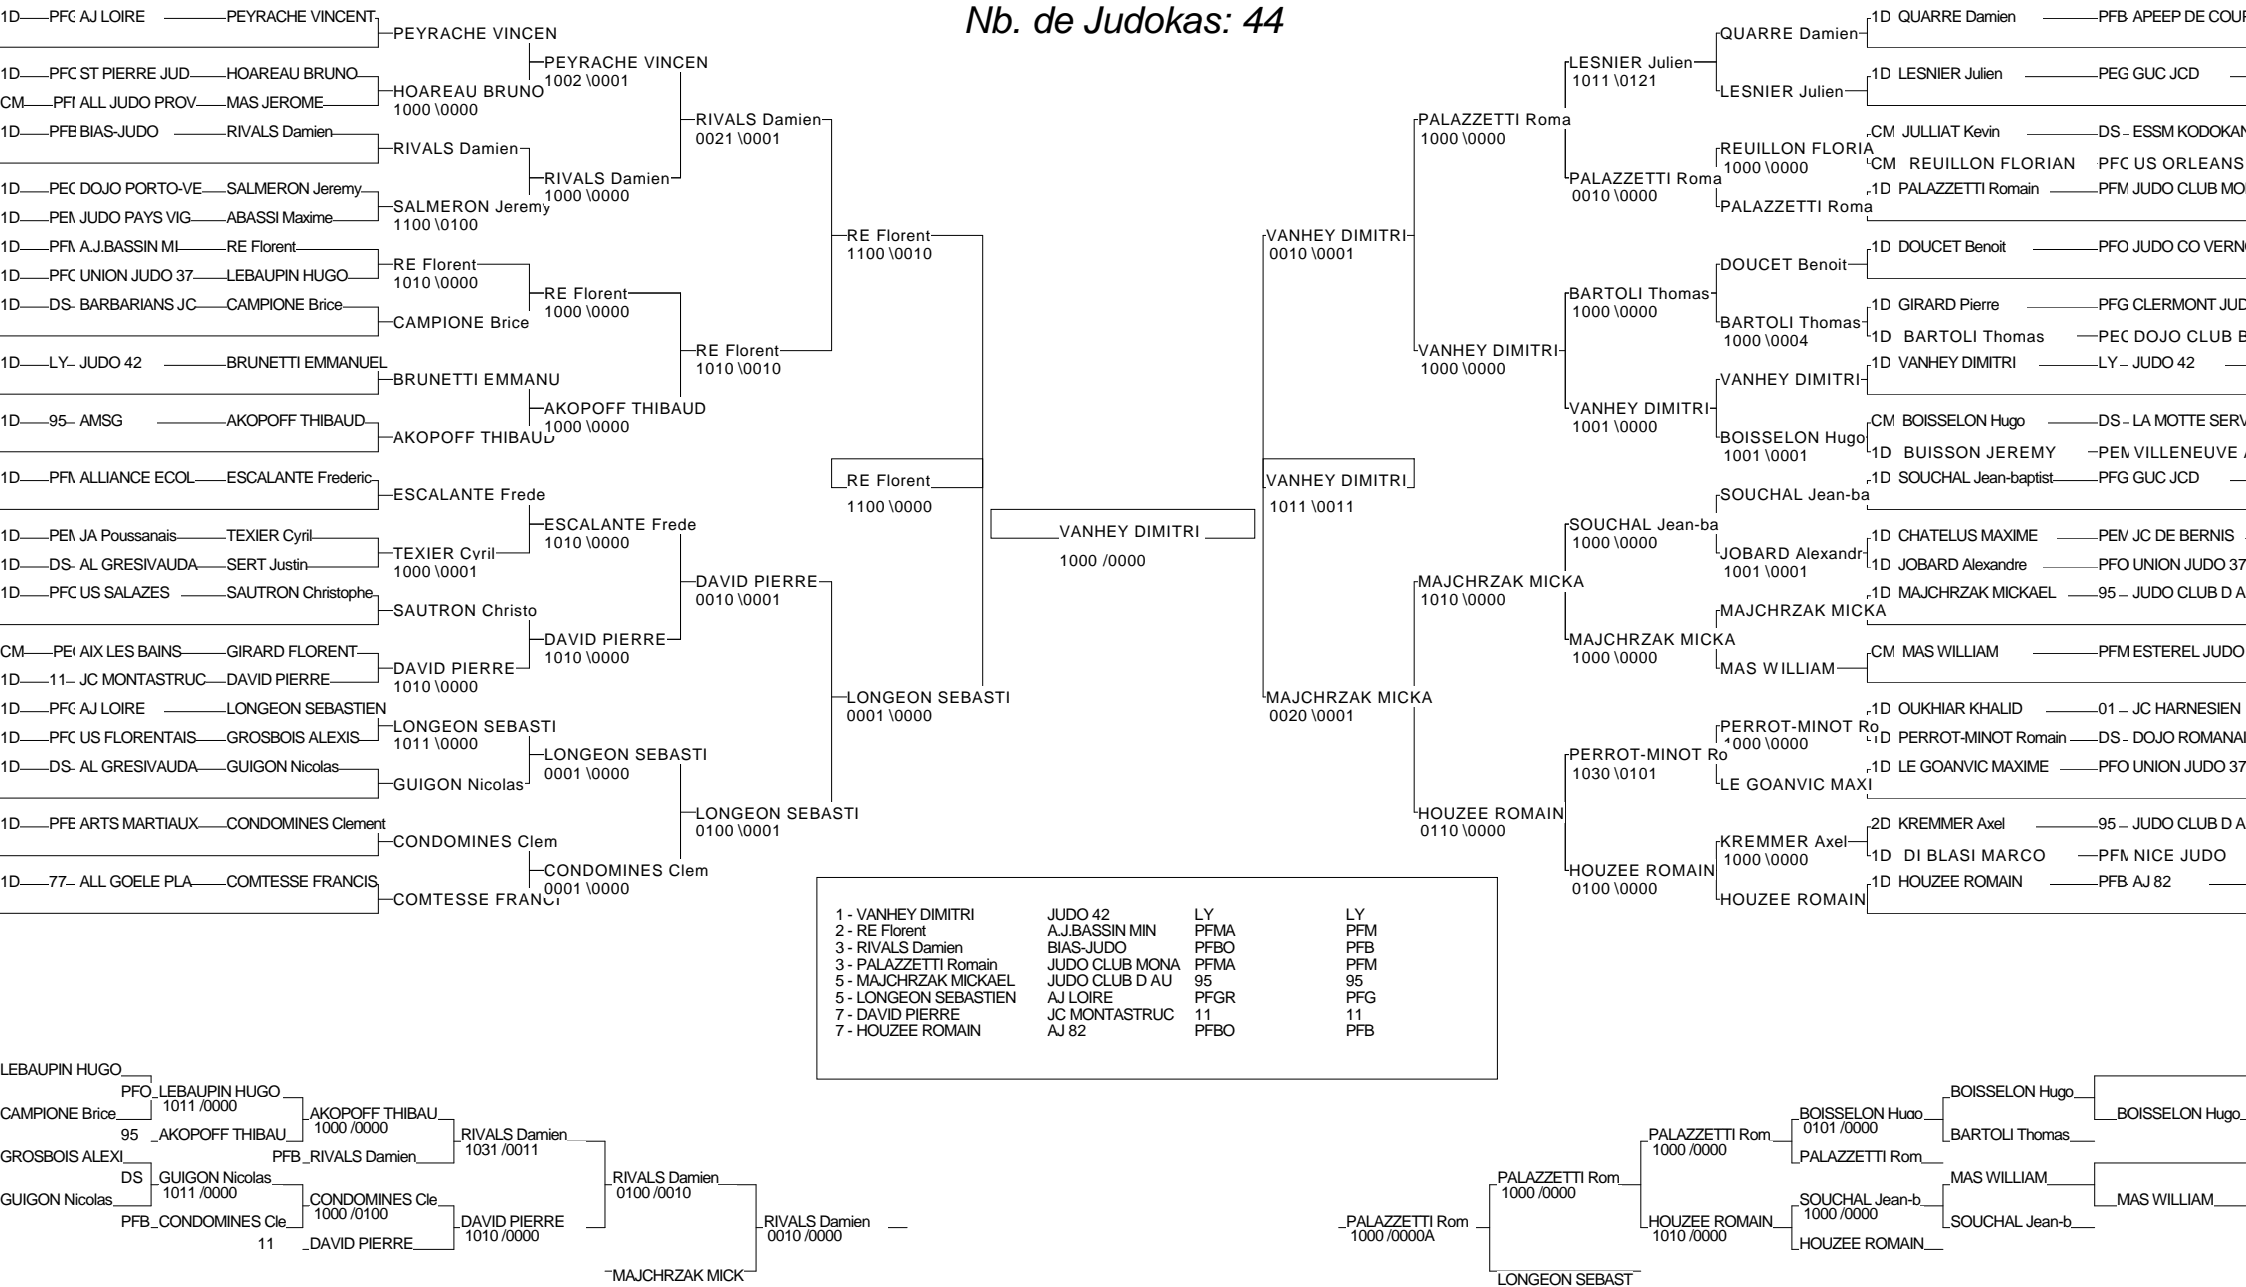 Nb. de Judokas: 44
1D PFG AJ LOIRE PEYRACHE VINCENT
1D PFO ST PIERRE JUD HOAREAU BRUNO
CM ALL JUDO PROV MAS JEROME
1D PFB BIAS-JUDO RIVALS Damien
1D DOJO PORTO-VE SALMERON Jeremy
1D PEM JUDO PAYS VIG ABASSI Maxime
1D PFM A.J.BASSIN MI RE Florent
1D PFO UNION JUDO 37 LEBAUPIN HUGO
1D DS BARBARIANS JC CAMPIONE Brice
1D LY JUDO 42 BRUNETTI EMMANUEL
1D 95 AMSG AKOPOFF THIBAUD
1D PFM ALLIANCE ECOL ESCALANTE Frederic
1D PEM JA Poussanais TEXIER Cyril
1D DS AL GRESIVAUDA SERT Justin
1D PFO US SALAZES SAUTRON Christophe
CM AIX LES BAINS GIRARD FLORENT
1D 11 JC MONTASTRUC DAVID PIERRE
1D PFG AJ LOIRE LONGEON SEBASTIEN
1D PFO US FLORENTAIS GROSBOIS ALEXIS
1D DS AL GRESIVAUDA GUIGON Nicolas
1D PFB ARTS MARTIAUX CONDOMINES Clement
1D 77 ALL GOELE PLA COMTESSE FRANCIS
PEYRACHE VINCEN
HOAREAU BRUNO
1000 \0000
RIVALS Damien
SALMERON Jeremy
1100 \0100
RE Florent
1010 \0000
CAMPIONE Brice
BRUNETTI EMMANU
AKOPOFF THIBAUD
ESCALANTE Frede
TEXIER Cyril
1000 \0001
SAUTRON Christo
DAVID PIERRE
1010 \0000
LONGEON SEBASTI
1011 \0000
GUIGON Nicolas
CONDOMINES Clem
COMTESSE FRANCI
PEYRACHE VINCEN
1002 \0001
RIVALS Damien
1000 \0000
RE Florent
1000 \0000
AKOPOFF THIBAUD
1000 \0000
ESCALANTE Frede
1010 \0000
DAVID PIERRE
1010 \0000
LONGEON SEBASTI
0001 \0000
CONDOMINES Clem
0001 \0000
RIVALS Damien
0021 \0001
RE Florent
1010 \0010
DAVID PIERRE
0010 \0001
LONGEON SEBASTI
0100 \0001
RE Florent
1100 \0010
LONGEON SEBASTI
0001 \0000
RE Florent
1100 \0000
VANHEY DIMITRI
1000 /0000
VANHEY DIMITRI
1011 \0011
VANHEY DIMITRI
0010 \0001
MAJCHRZAK MICKA
0020 \0001
PALAZZETTI Roma
1000 \0000
VANHEY DIMITRI
1000 \0000
MAJCHRZAK MICKA
1010 \0000
HOUZEE ROMAIN
0110 \0000
LESNIER Julien
1011 \0121
PALAZZETTI Roma
0010 \0000
BARTOLI Thomas
1000 \0000
VANHEY DIMITRI
1001 \0000
SOUCHAL Jean-ba
1000 \0000
MAJCHRZAK MICKA
1000 \0000
PERROT-MINOT Ro
1030 \0101
HOUZEE ROMAIN
0100 \0000
QUARRE Damien
LESNIER Julien
REUILLON FLORIA
1000 \0000
PALAZZETTI Roma
DOUCET Benoit
BARTOLI Thomas
1000 \0004
VANHEY DIMITRI
BOISSELON Hugo
1001 \0001
SOUCHAL Jean-ba
JOBARD Alexandr
1001 \0001
MAJCHRZAK MICKA
MAS WILLIAM
PERROT-MINOT Ro
1000 \0000
LE GOANVIC MAXI
KREMMER Axel
1000 \0000
HOUZEE ROMAIN
1D QUARRE Damien PFB APEEP DE COU
1D LESNIER Julien PEG GUC JCD
CM JULLIAT Kevin DS ESSM KODOKAN
CM REUILLON FLORIAN PFC US ORLEANS
1D PALAZZETTI Romain PFM JUDO CLUB MO
1D DOUCET Benoit PFO JUDO CO VERN
1D GIRARD Pierre PFG CLERMONT JUD
1D BARTOLI Thomas PEC DOJO CLUB B
1D VANHEY DIMITRI LY JUDO 42
CM BOISSELON Hugo DS LA MOTTE SERV
1D BUISSON JEREMY PEM VILLENEUVE
1D SOUCHAL Jean-baptist PFG GUC JCD
1D CHATELUS MAXIME PEM JC DE BERNIS
1D JOBARD Alexandre PFO UNION JUDO 37
1D MAJCHRZAK MICKAEL 95 JUDO CLUB D A
CM MAS WILLIAM PFM ESTEREL JUDO
1D OUKHIAR KHALID 01 JC HARNESIEN
1D PERROT-MINOT Romain DS DOJO ROMANAI
1D LE GOANVIC MAXIME PFO UNION JUDO 37
2D KREMMER Axel 95 JUDO CLUB D A
1D DI BLASI MARCO PFM NICE JUDO
1D HOUZEE ROMAIN PFB AJ 82
1 - VANHEY DIMITRI JUDO 42 LY LY
2 - RE Florent A.J.BASSIN MIN PFMA PFM
3 - RIVALS Damien BIAS-JUDO PFBO PFB
3 - PALAZZETTI Romain JUDO CLUB MONA PFMA PFM
5 - MAJCHRZAK MICKAEL JUDO CLUB D AU 95 95
5 - LONGEON SEBASTIEN AJ LOIRE PFGR PFG
7 - DAVID PIERRE JC MONTASTRUC 11 11
7 - HOUZEE ROMAIN AJ 82 PFBO PFB
LEBAUPIN HUGO
CAMPIONE Brice
GROSBOIS ALEXI
GUIGON Nicolas
PFO LEBAUPIN HUGO
1011 /0000
95 AKOPOFF THIBAU
DS GUIGON Nicolas
1011 /0000
PFB CONDOMINES Cle
AKOPOFF THIBAU
1000 /0000
PFB RIVALS Damien
CONDOMINES Cle
1000 /0100
11 DAVID PIERRE
RIVALS Damien
1031 /0011
DAVID PIERRE
1010 /0000
RIVALS Damien
0100 /0010
MAJCHRZAK MICK
RIVALS Damien
0010 /0000
PALAZZETTI Rom
1000 /0000A
PALAZZETTI Rom
1000 /0000
LONGEON SEBAST
PALAZZETTI Rom
1000 /0000
HOUZEE ROMAIN
1010 /0000
BOISSELON Hugo
0101 /0000
PALAZZETTI Rom
SOUCHAL Jean-b
1000 /0000
HOUZEE ROMAIN
BOISSELON Hugo
BARTOLI Thomas
MAS WILLIAM
SOUCHAL Jean-b
BOISSELON Hugo
MAS WILLIAM